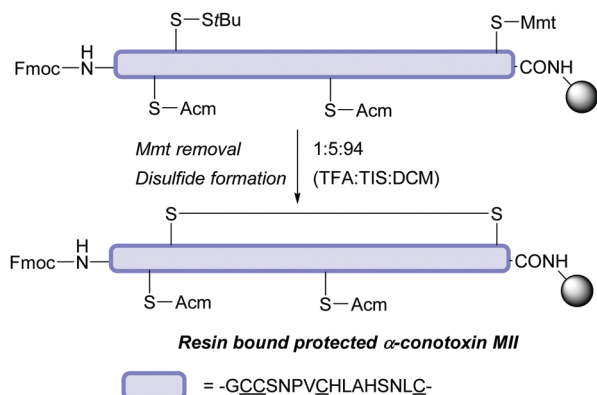 S–StBu
S–Mmt
Fmoc–N
H
CONH
S–Acm
S–Acm
Mmt removal
1:5:94
Disulfide formation
(TFA:TIS:DCM)
S
S
Fmoc–N
H
CONH
S–Acm
S–Acm
Resin bound protected α-conotoxin MII
= -GCCSNPVCHLAHSNLC-